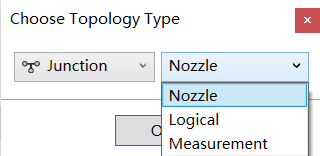 Choose Topology Type ×
Junction Nozzle
Nozzle
Logical
Measurement